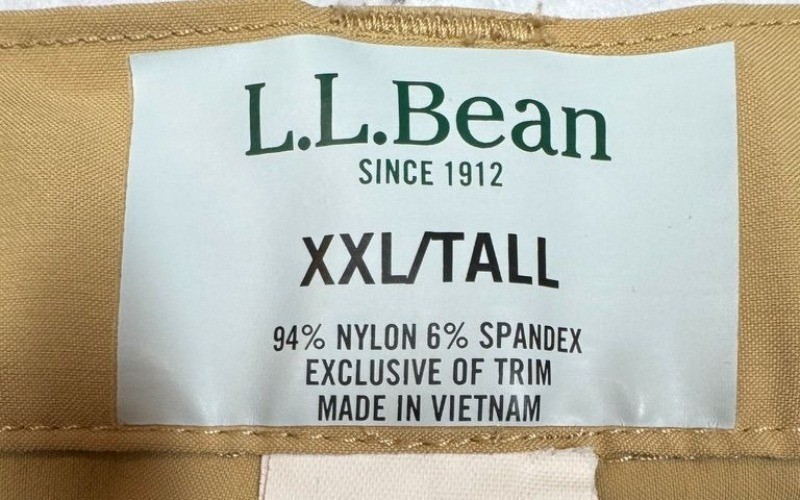 L.L.Bean
SINCE 1912
XXL/TALL
94% NYLON 6% SPANDEX
EXCLUSIVE OF TRIM
MADE IN VIETNAM